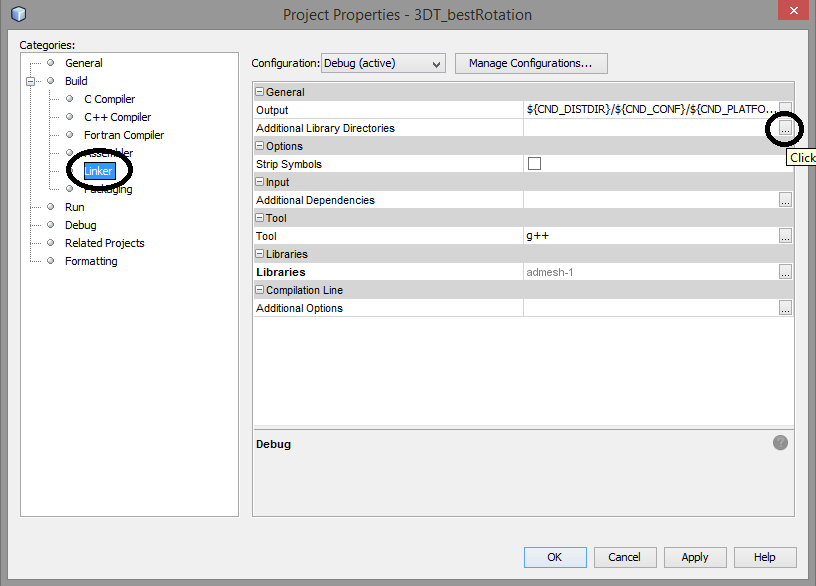 Project Properties - 3DT_bestRotation
Categories:
General
Build
C Compiler
C++ Compiler
Fortran Compiler
Assembler
Linker
Packaging
Run
Debug
Related Projects
Formatting
Configuration: Debug (active) Manage Configurations...
General
Output ${CND_DISTDIR}/${CND_CONF}/${CND_PLATFO... ...
Additional Library Directories ...
Click
Options
Strip Symbols
Input
Additional Dependencies ...
Tool
Tool g++ ...
Libraries
Libraries admesh-1 ...
Compilation Line
Additional Options ...
Debug
?
OK Cancel Apply Help